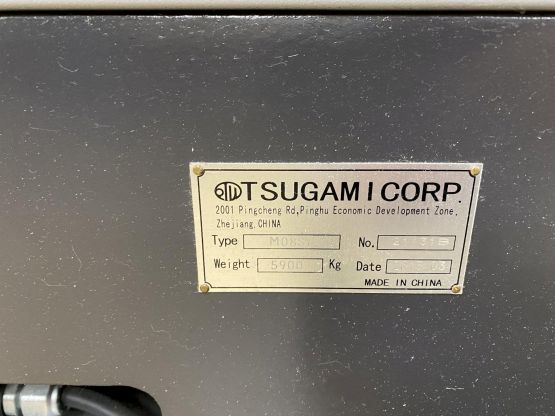 TSUGAMI CORP.
2001 Pingcheng Rd,Pinghu Economic Development Zone,
Zhejiang,CHINA
Type M08SY No.
Weight 5900 Kg Date
MADE IN CHINA